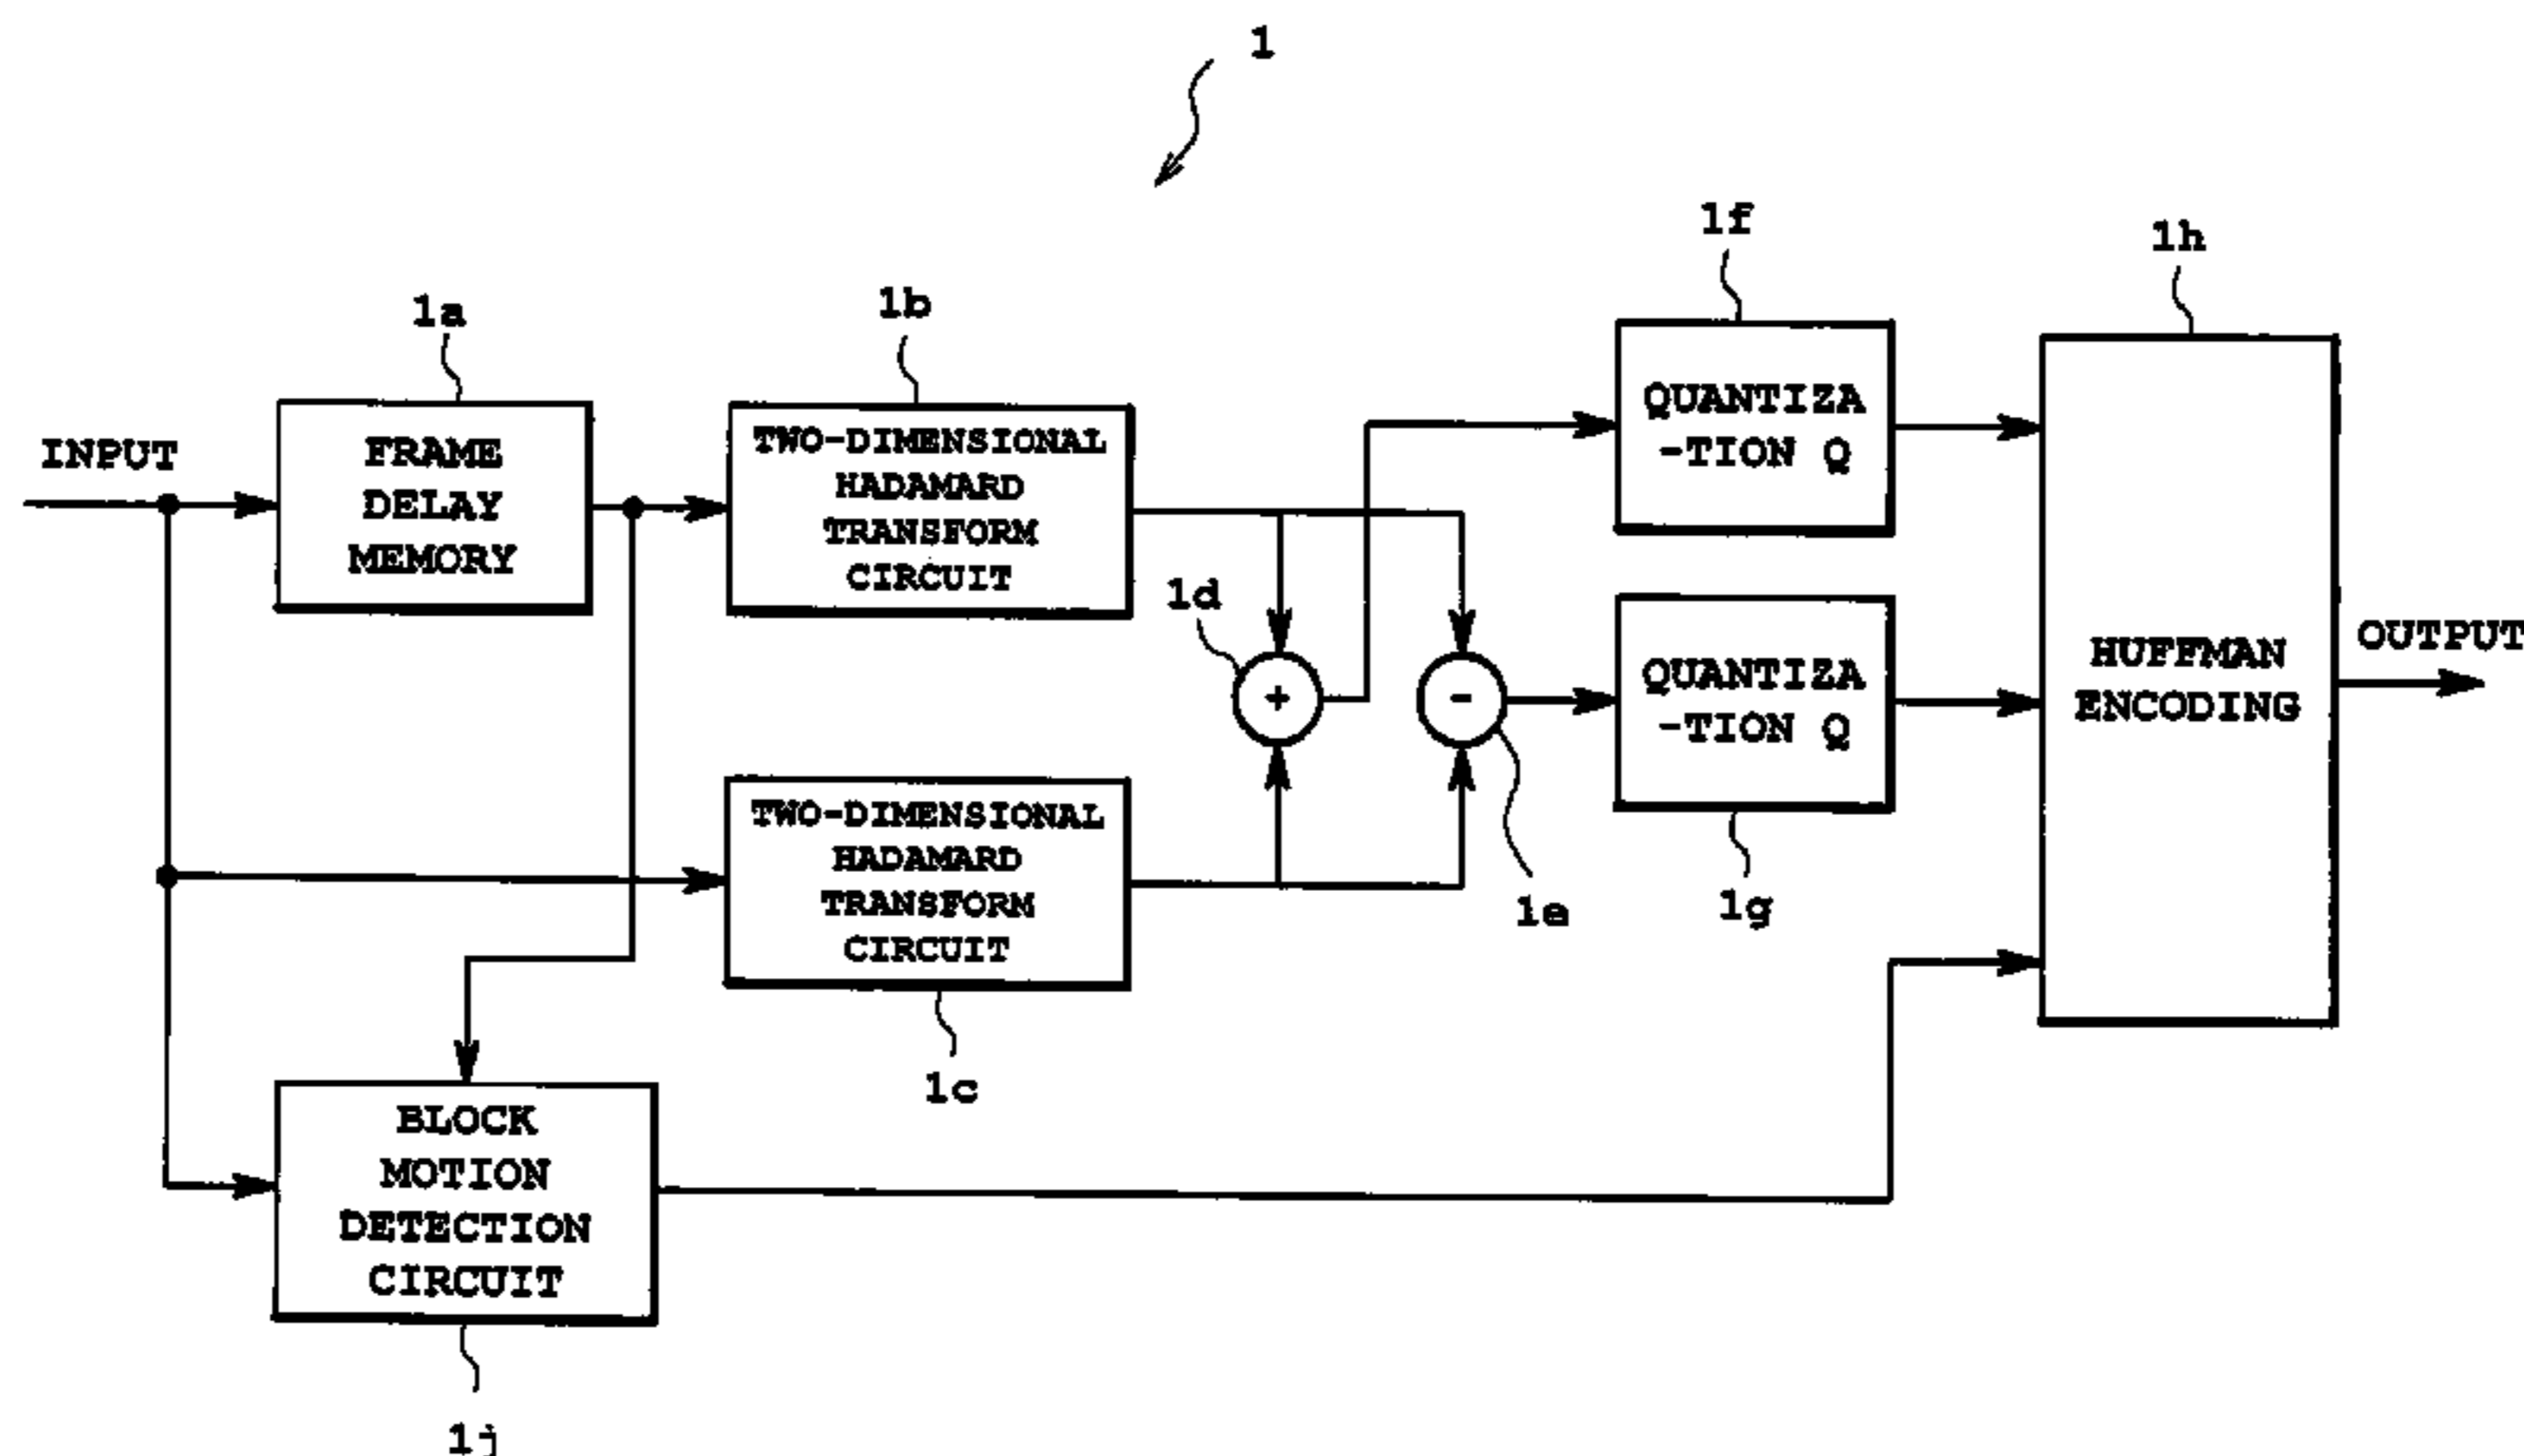 1
1f
1h
1a
1b
INPUT
FRAME
DELAY
MEMORY
TWO-DIMENSIONAL
HADAMARD
TRANSFORM
CIRCUIT
QUANTIZA
-TION Q
1d
QUANTIZA
-TION Q
HUFFMAN
ENCODING
OUTPUT
TWO-DIMENSIONAL
HADAMARD
TRANSFORM
CIRCUIT
1e
1g
1c
BLOCK
MOTION
DETECTION
CIRCUIT
1j
+
-